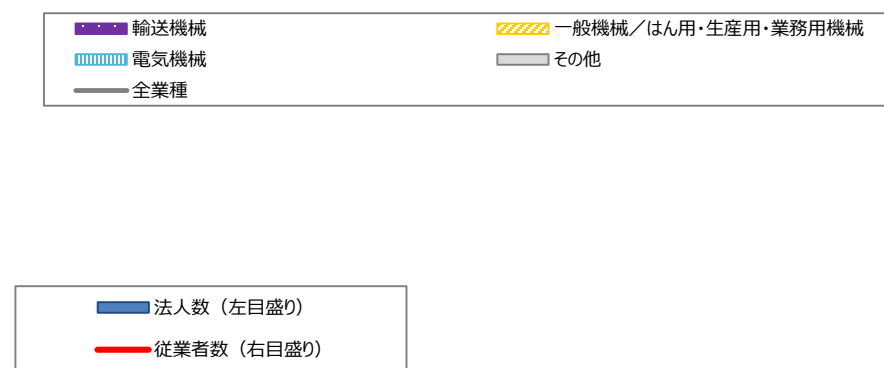 輸送機械
一般機械／はん用・生産用・業務用機械
電気機械
その他
全業種
法人数（左目盛り）
従業者数（右目盛り）